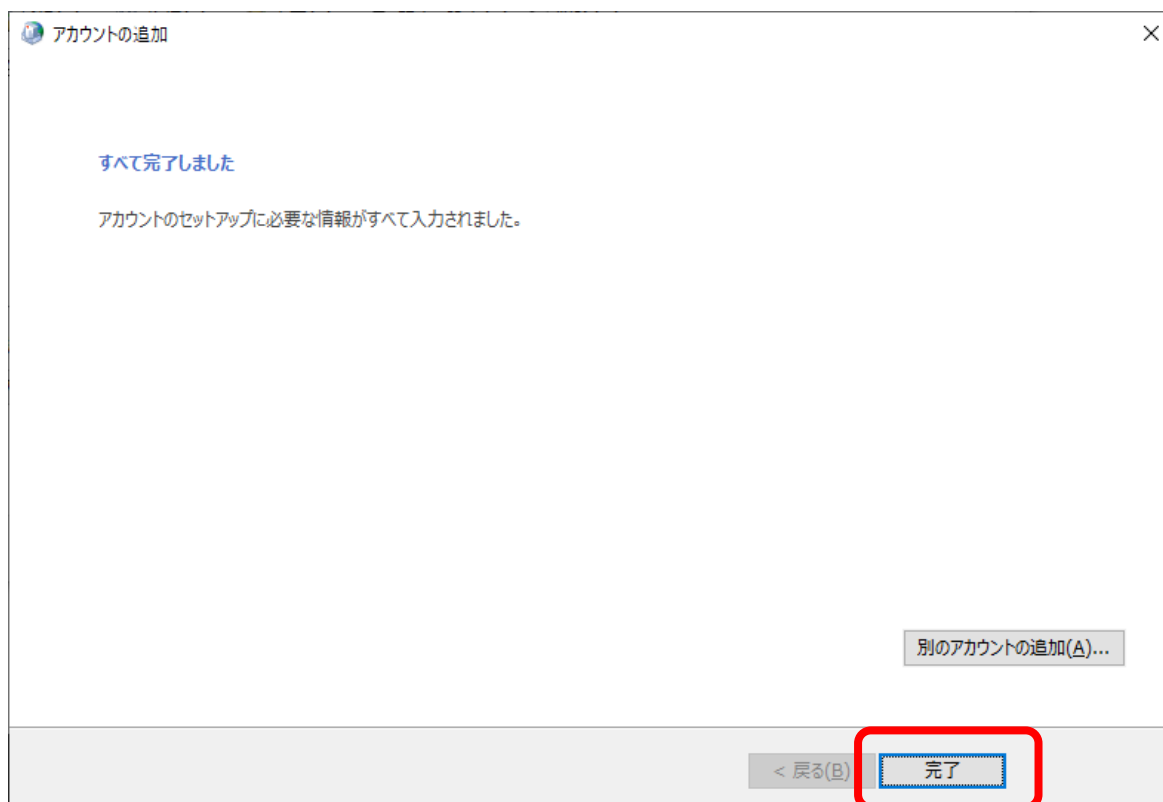 アカウントの追加
すべて完了しました
アカウントのセットアップに必要な情報がすべて入力されました。
別のアカウントの追加(A)...
< 戻る(B)
完了